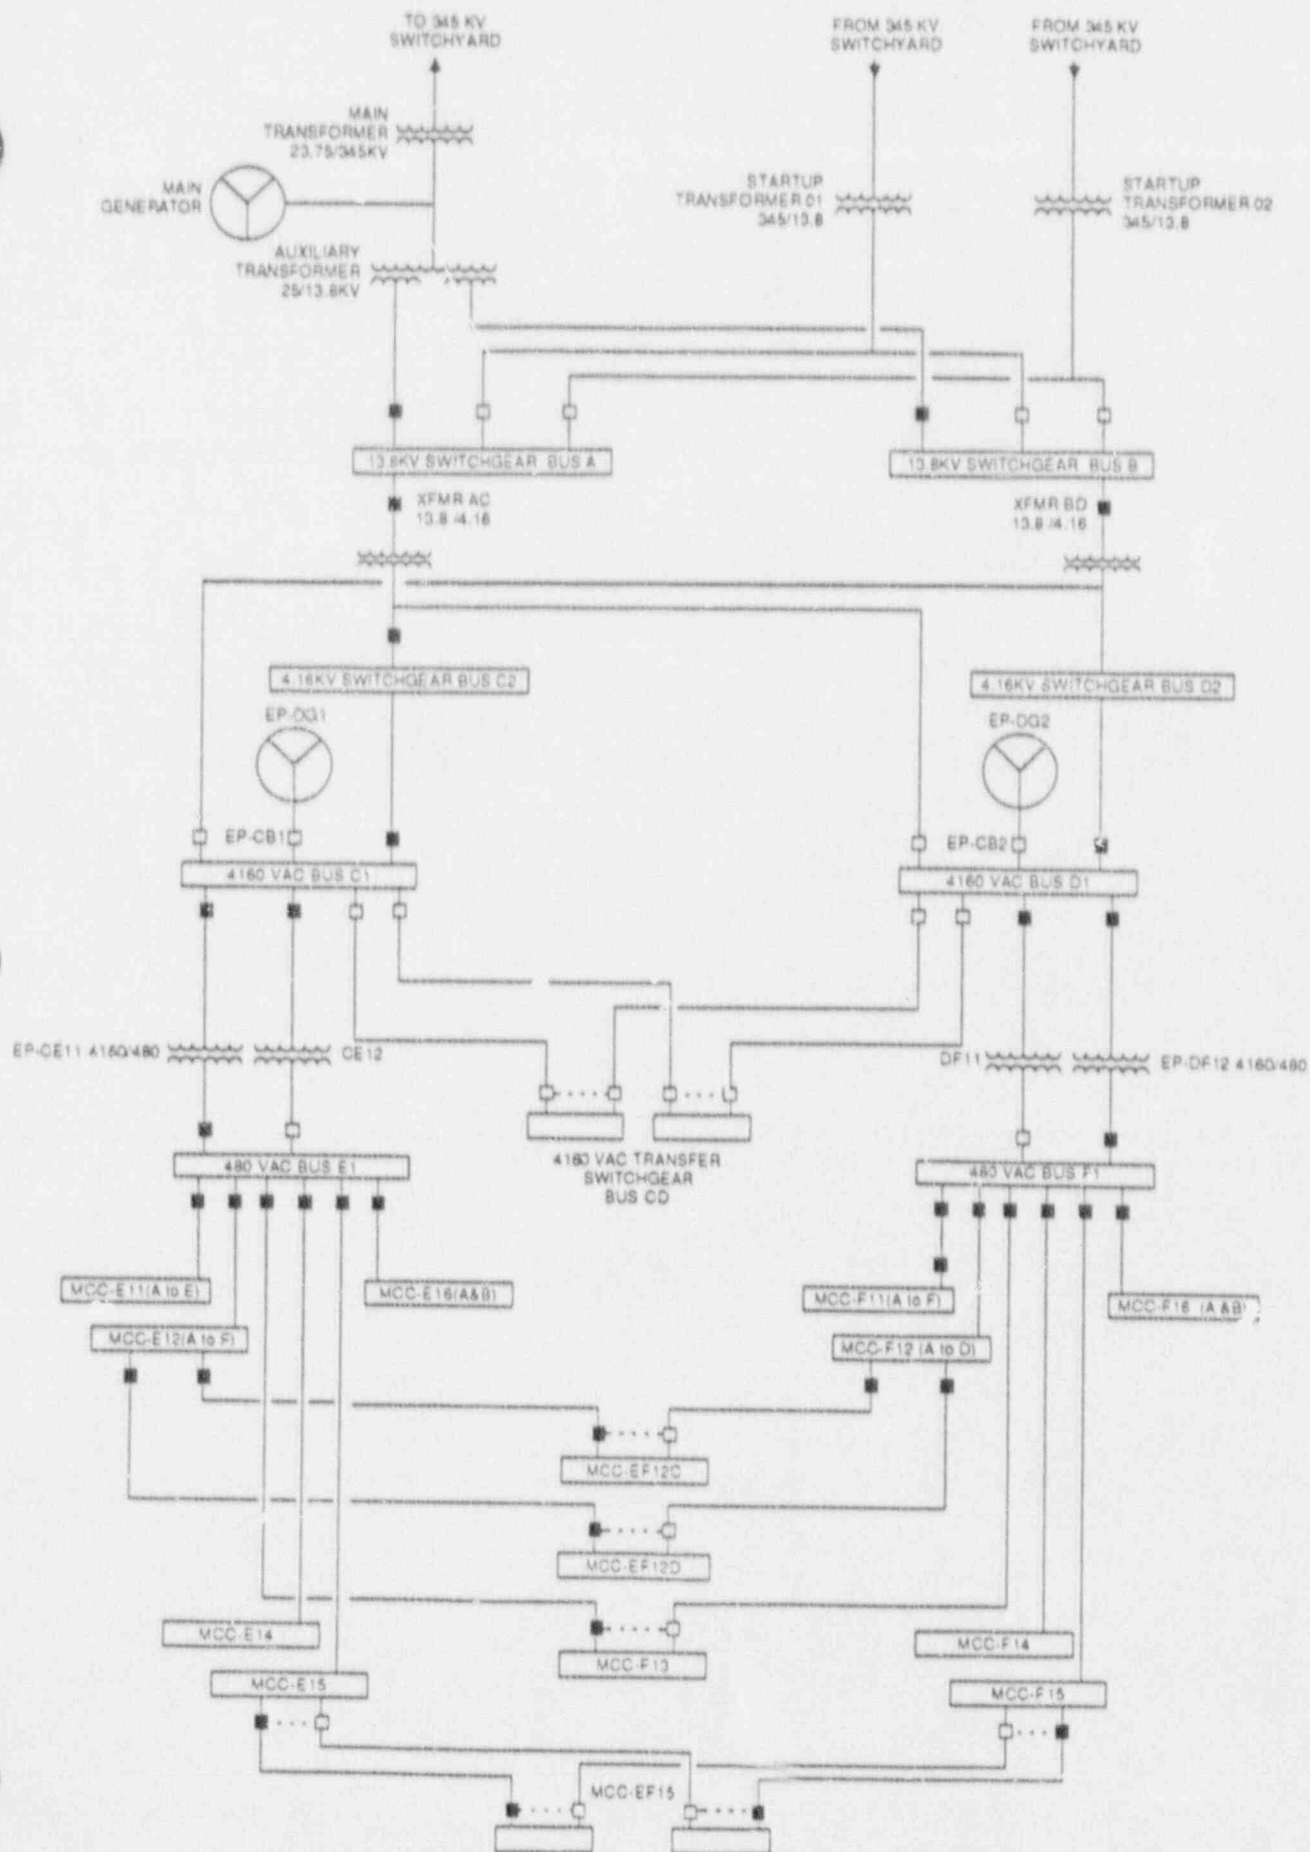 TO 345 KV
SWITCHYARD
FROM 345 KV
SWITCHYARD
FROM 345 KV
SWITCHYARD
MAIN
TRANSFORMER
23.75/345KV
MAIN
GENERATOR
STARTUP
TRANSFORMER 01
345/13.8
STARTUP
TRANSFORMER 02
345/13.8
AUXILIARY
TRANSFORMER
25/13.8KV
13.8KV SWITCHGEAR BUS A
13.8KV SWITCHGEAR BUS B
XFMR AC
13.8 /4.16
XFMR BD
13.8 /4.16
4.16KV SWITCHGEAR BUS C2
4.16KV SWITCHGEAR BUS D2
EP-DG1
EP-DG2
EP-CB1
EP-CB2
4160 VAC BUS C1
4160 VAC BUS D1
EP-CE11 4160/480
CE12
DF11
EP-DF12 4160/480
4160 VAC TRANSFER
SWITCHGEAR
BUS CD
480 VAC BUS E1
480 VAC BUS F1
MCC-E11(A to E)
MCC-E16(A&B)
MCC-F11(A to F)
MCC-F16 (A &B)
MCC-E12(A to F)
MCC-F12 (A to D)
MCC-EF12C
MCC-EF12D
MCC-E14
MCC-F14
MCC-F13
MCC-E15
MCC-F15
MCC-EF15